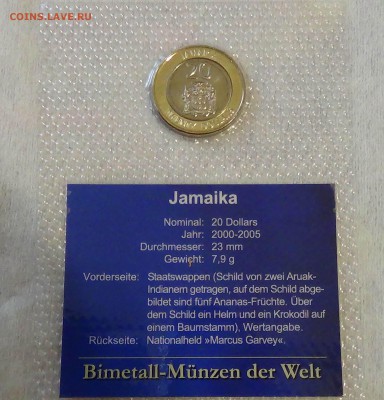 COINS.LAVE.RU
20
Jamaika
Nominal: 20 Dollars
Jahr: 2000-2005
Durchmesser: 23 mm
Gewicht: 7,9 g
Vorderseite: Staatswappen (Schild von zwei Aruak-
Indianern getragen, auf dem Schild abge-
bildet sind fünf Ananas-Früchte. Über
dem Schild ein Helm und ein Krokodil auf
einem Baumstamm), Wertangabe.
Rückseite: Nationalheld »Marcus Garvey«.
Bimetall-Münzen der Welt